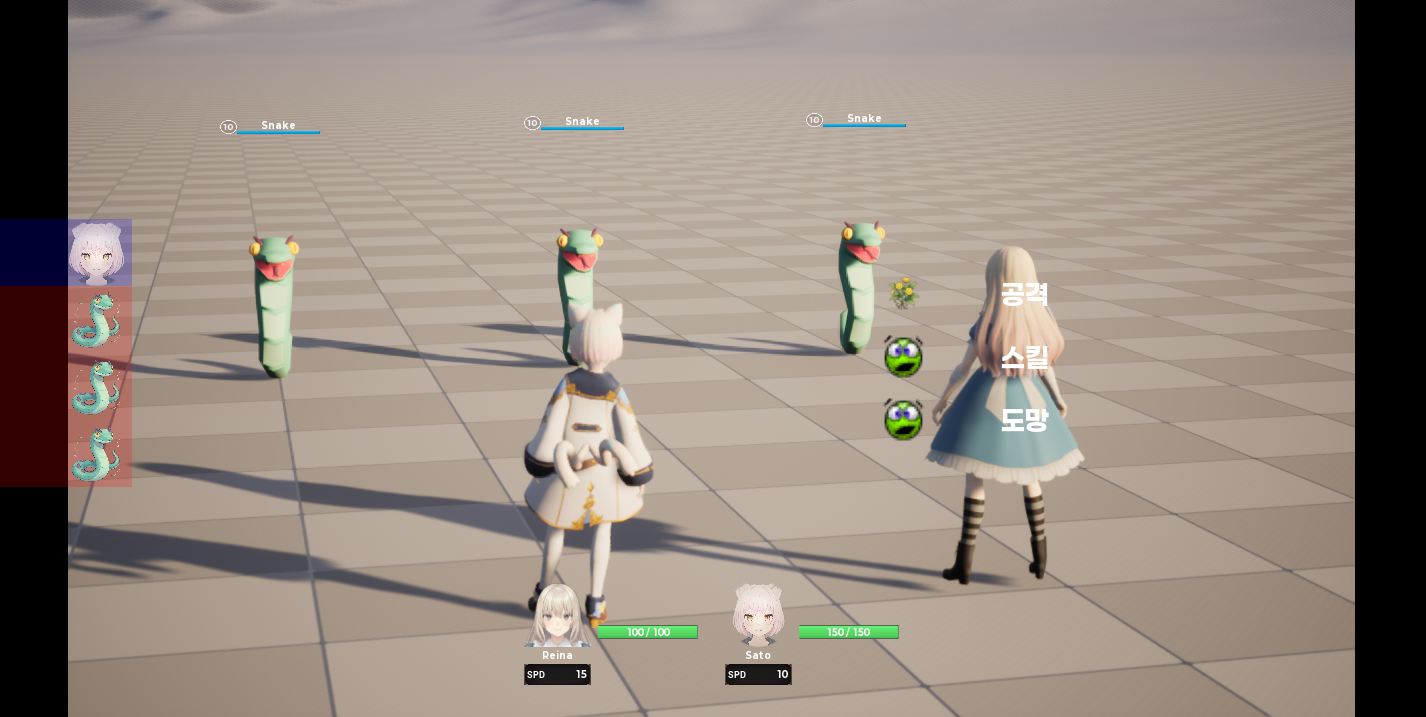 10 Snake
10 Snake
10 Snake
공격
스킬
도망
100 / 100
150 / 150
Reina
Sato
SPD 15
SPD 10